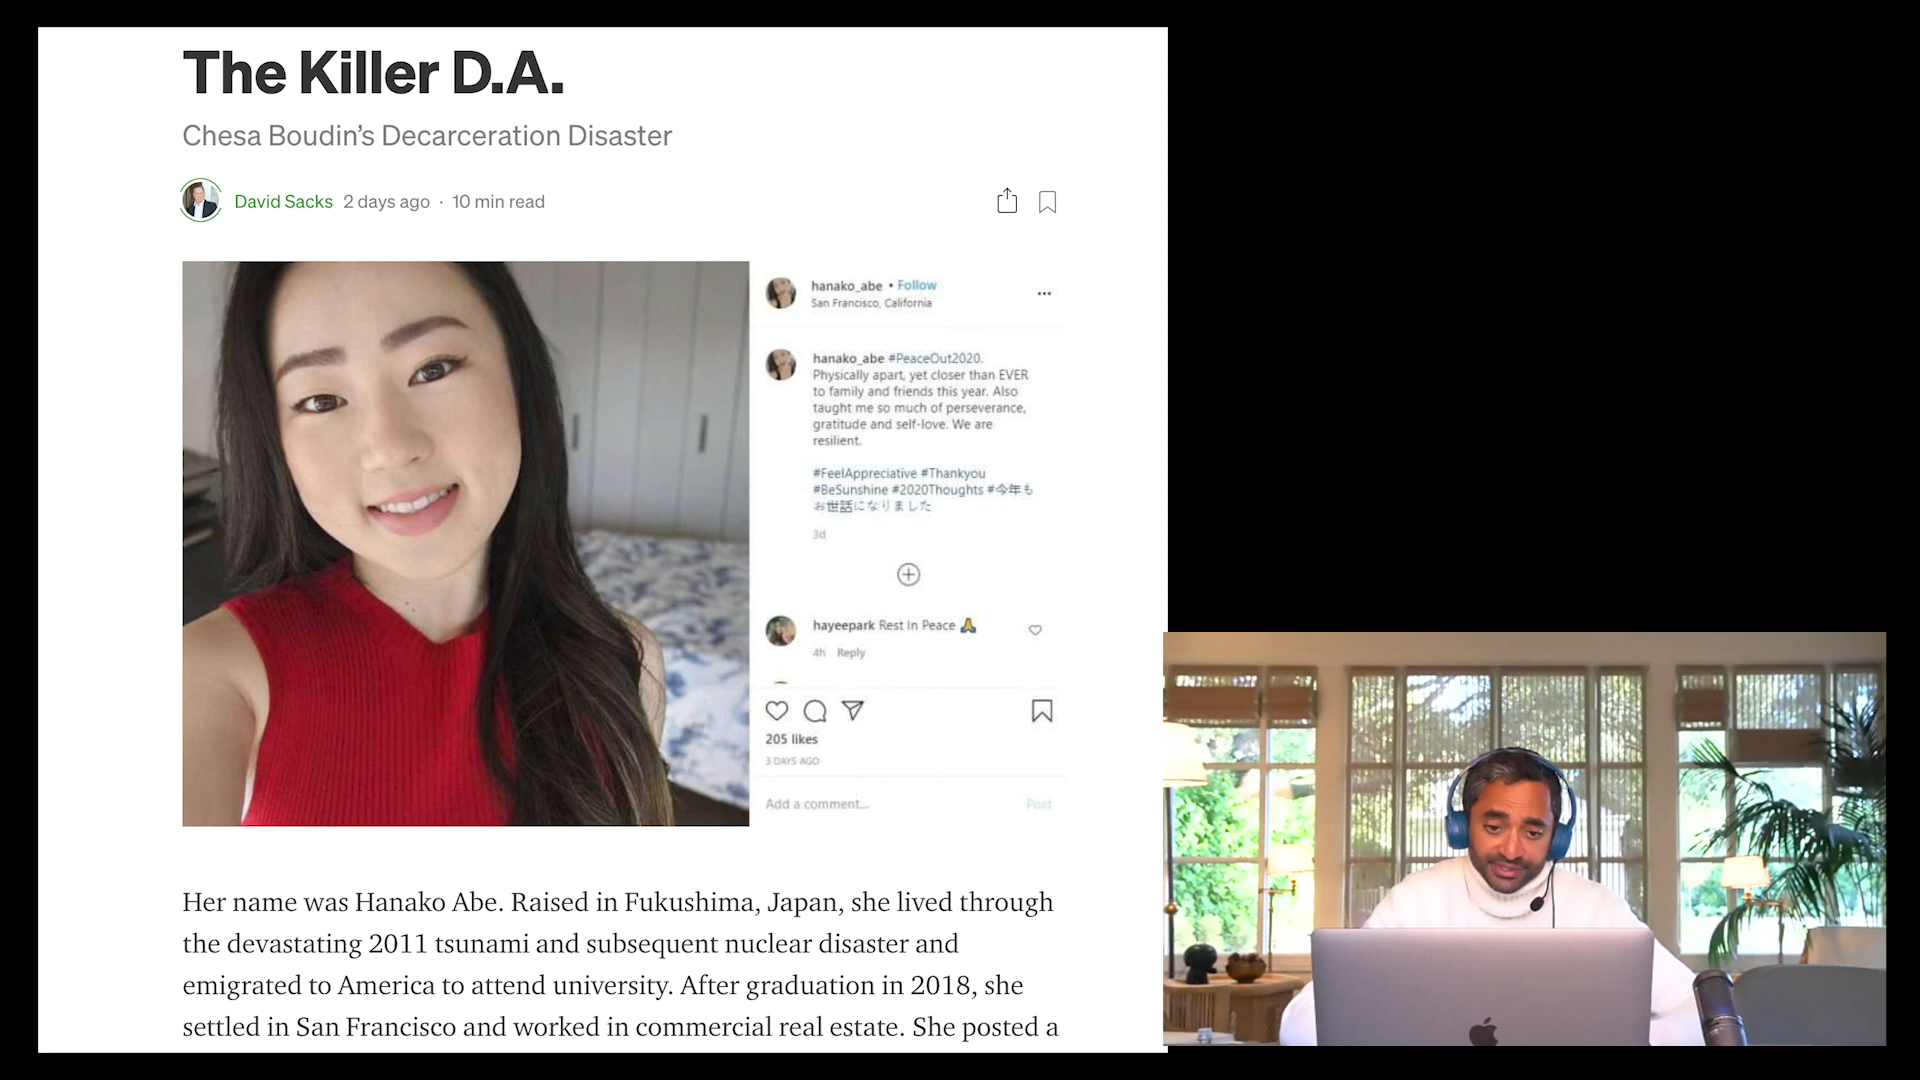 The Killer D.A.
Chesa Boudin’s Decarceration Disaster
David Sacks 2 days ago · 10 min read
hanako_abe • Follow
San Francisco, California
hanako_abe #PeaceOut2020.
Physically apart, yet closer than EVER
to family and friends this year. Also
taught me so much of perseverance,
gratitude and self-love. We are
resilient.
#FeelAppreciative #Thankyou
#BeSunshine #2020Thoughts #今年も
お世話になりました
3d
hayeepark Rest In Peace 🙏
4h Reply
205 likes
3 DAYS AGO
Add a comment... Post
Her name was Hanako Abe. Raised in Fukushima, Japan, she lived through
the devastating 2011 tsunami and subsequent nuclear disaster and
emigrated to America to attend university. After graduation in 2018, she
settled in San Francisco and worked in commercial real estate. She posted a